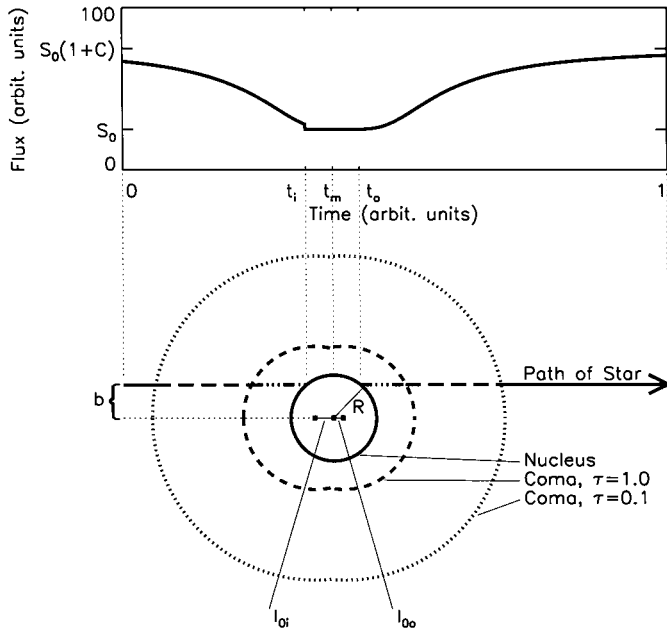 100
S₀(1+C)
S₀
0
Flux (arbit. units)
0
tᵢ
tₘ
tₒ
1
Time (arbit. units)
b
R
Path of Star
Nucleus
Coma, τ=1.0
Coma, τ=0.1
l₀ᵢ
l₀ₒ